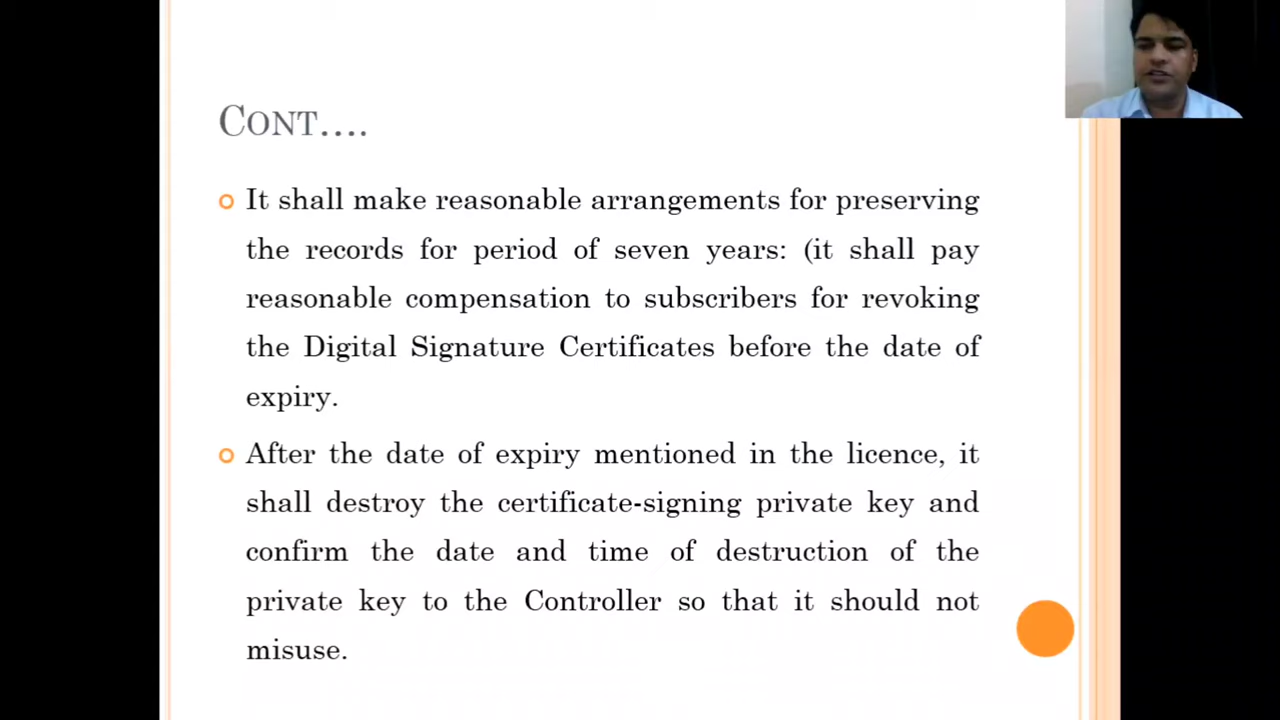 CONT....
It shall make reasonable arrangements for preserving
the records for period of seven years: (it shall pay
reasonable compensation to subscribers for revoking
the Digital Signature Certificates before the date of
expiry.
After the date of expiry mentioned in the licence, it
shall destroy the certificate-signing private key and
confirm the date and time of destruction of the
private key to the Controller so that it should not
misuse.